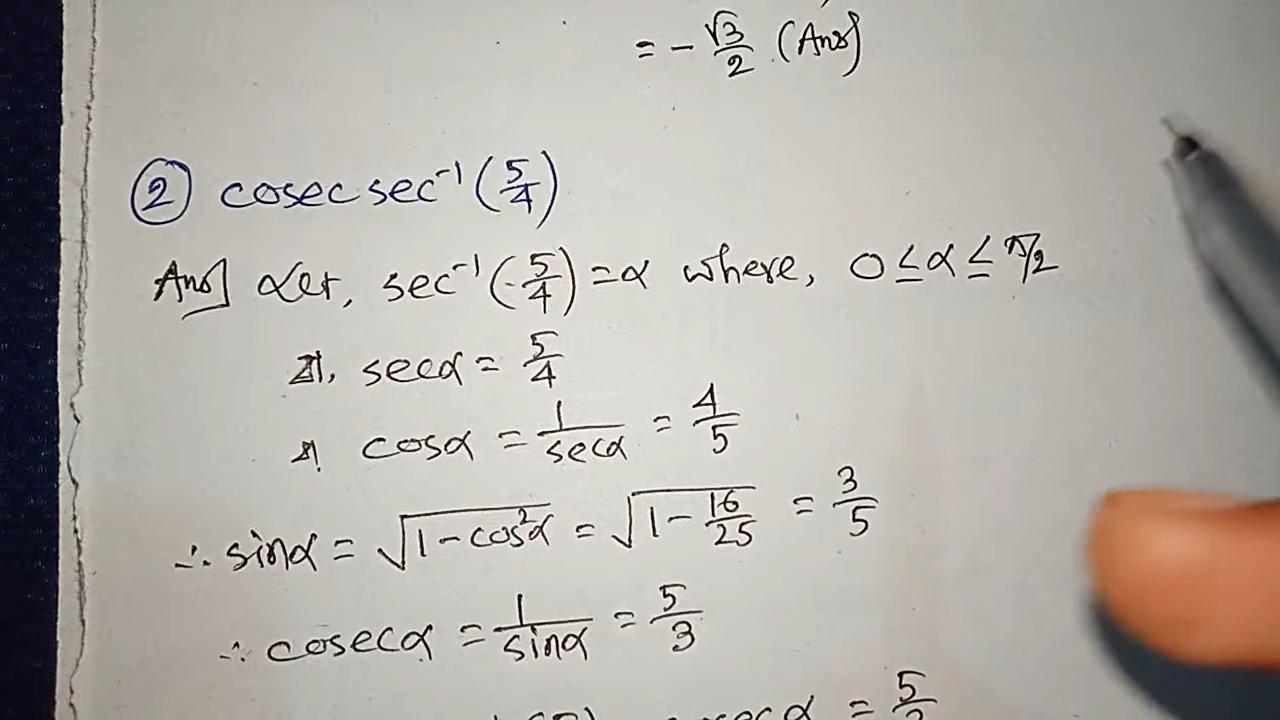 = - √3/2 (Ans)
② cosec sec⁻¹(5/4)
Ans] Let, sec⁻¹(5/4) = α where, 0 ≤ α ≤ π/2
secα = 5/4
cosα = 1/secα = 4/5
∴ sinα = √(1-cos²α) = √(1-16/25) = 3/5
∴ cosecα = 1/sinα = 5/3
α = 5/